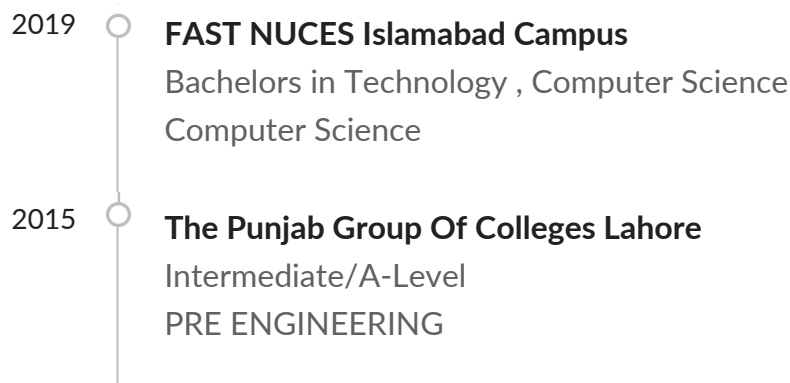 2019 FAST NUCES Islamabad Campus
Bachelors in Technology , Computer Science
Computer Science
2015 The Punjab Group Of Colleges Lahore
Intermediate/A-Level
PRE ENGINEERING